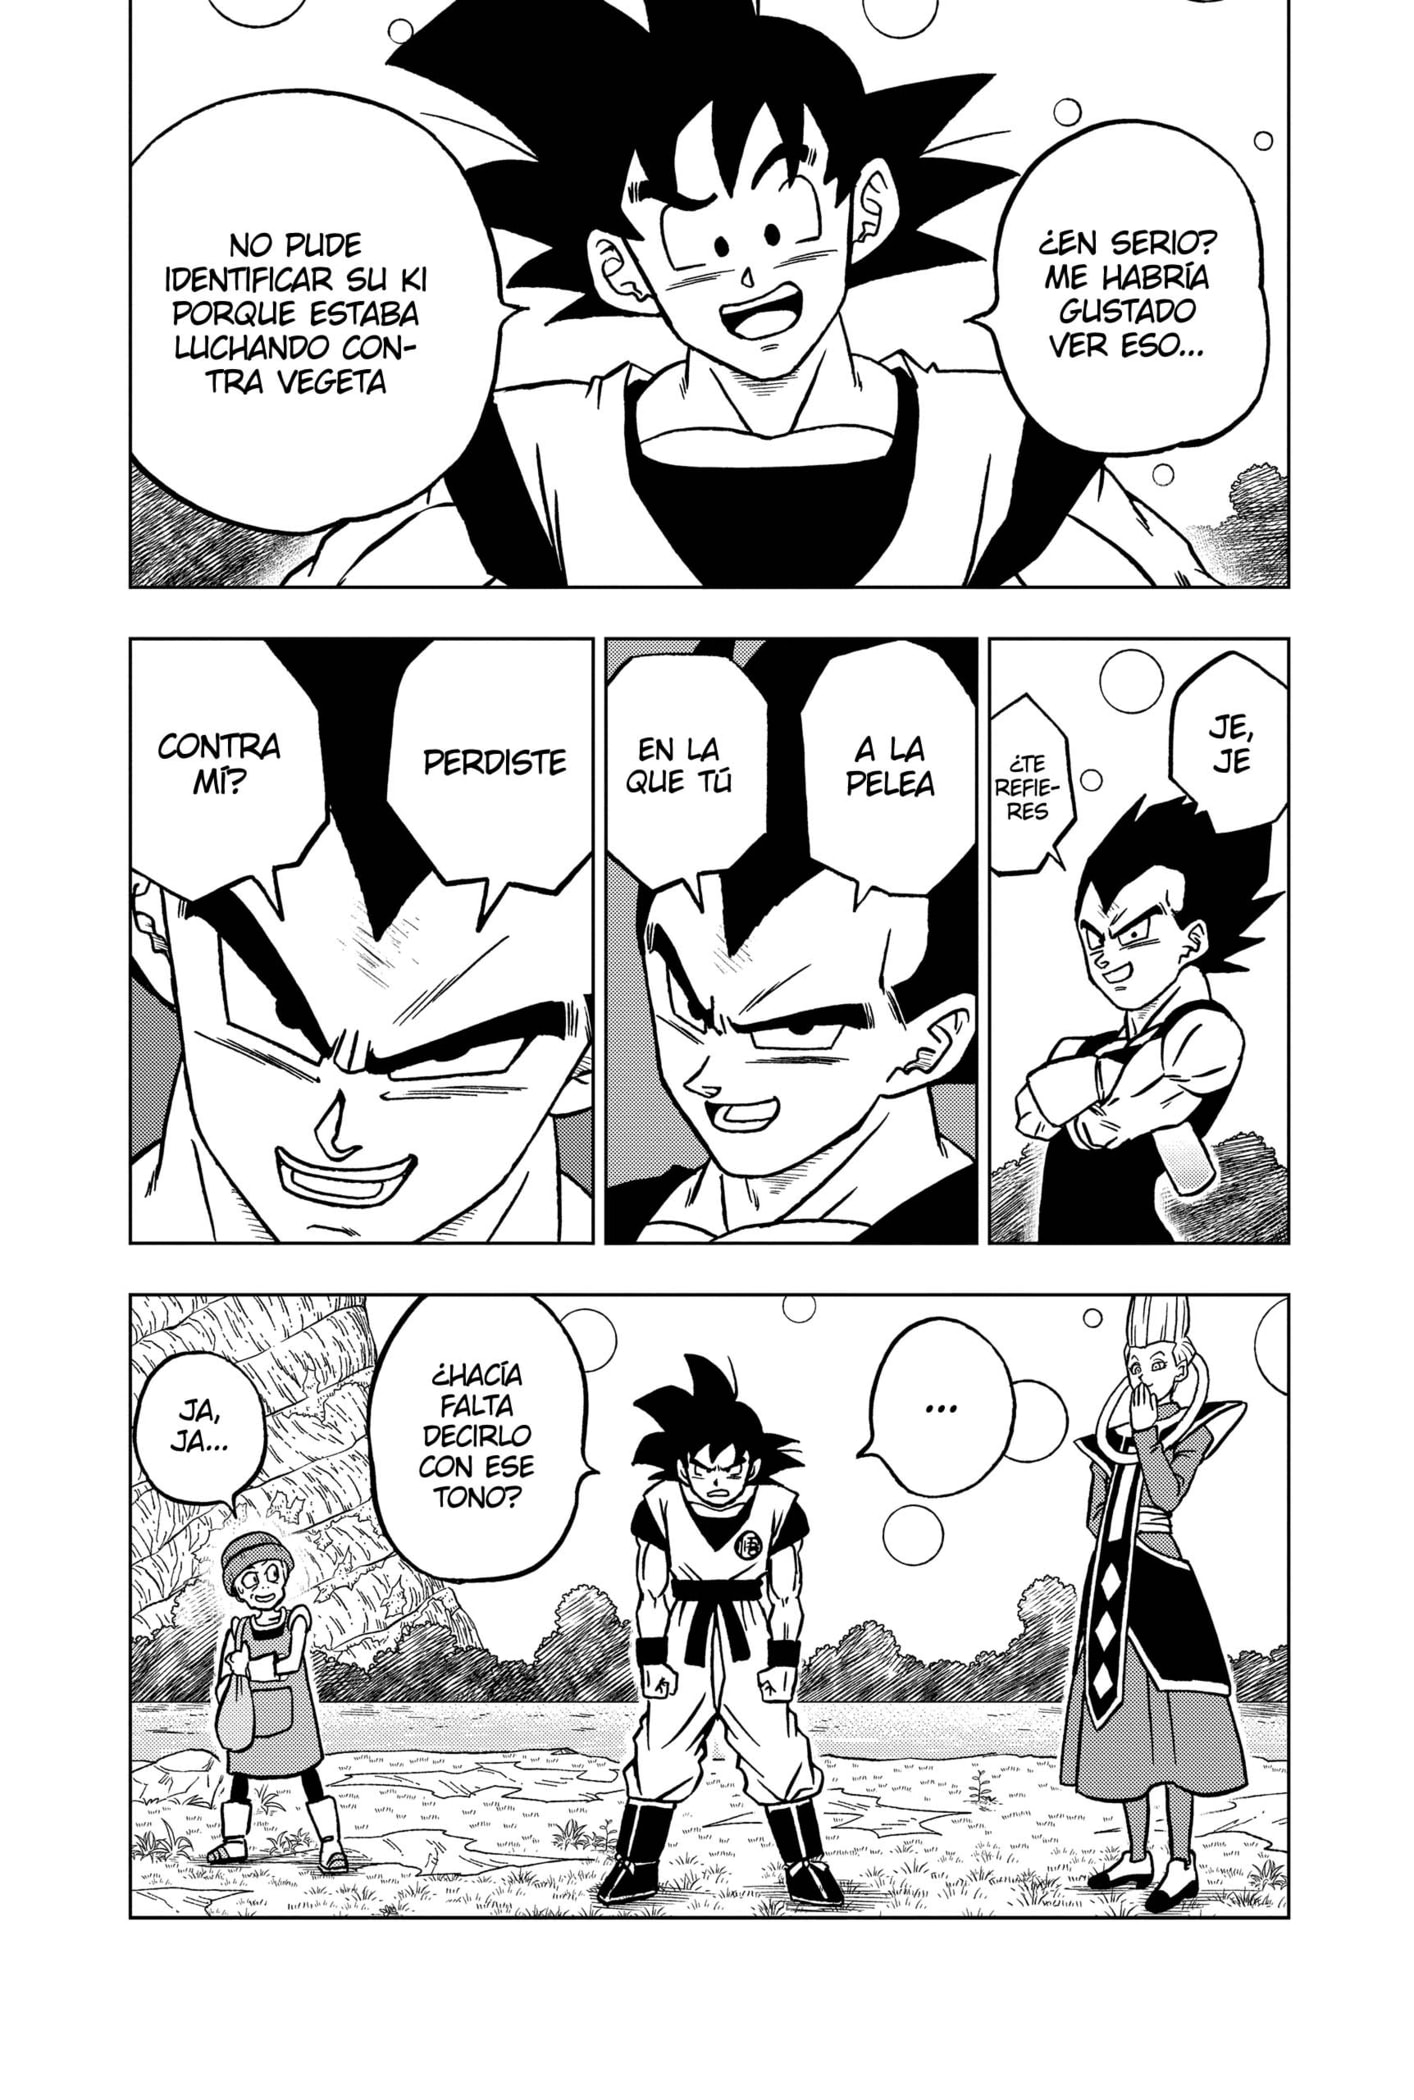 ¿EN SERIO?
ME HABRÍA
GUSTADO
VER ESO...
NO PUDE
IDENTIFICAR SU KI
PORQUE ESTABA
LUCHANDO CON-
TRA VEGETA
JE,
JE
¿TE
REFIE-
RES
A LA
PELEA
EN LA
QUE TÚ
PERDISTE
CONTRA
MÍ?
...
¿HACÍA
FALTA
DECIRLO
CON ESE
TONO?
悟
JA,
JA...